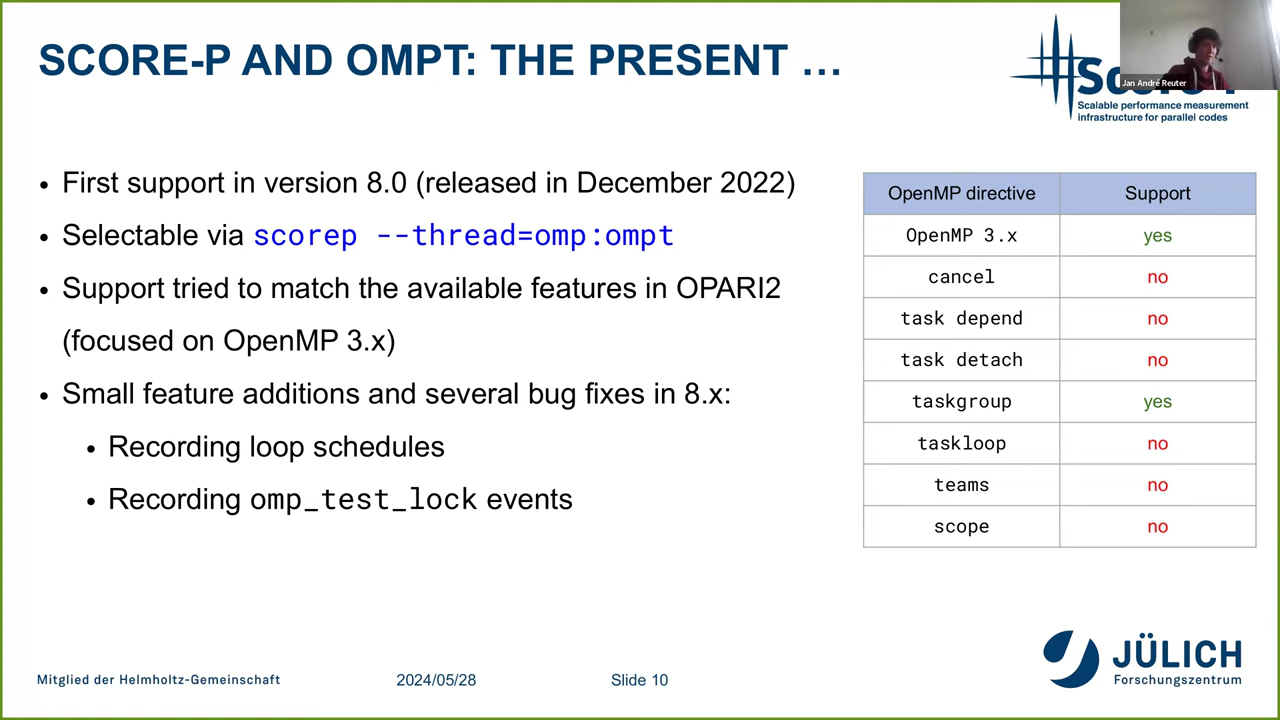 SCORE-P AND OMPT: THE PRESENT …
Jan André Reuter
Scalable performance measurement
infrastructure for parallel codes
• First support in version 8.0 (released in December 2022)
• Selectable via scorep --thread=omp:ompt
• Support tried to match the available features in OPARI2
(focused on OpenMP 3.x)
• Small feature additions and several bug fixes in 8.x:
• Recording loop schedules
• Recording omp_test_lock events
OpenMP directive Support
OpenMP 3.x yes
cancel no
task depend no
task detach no
taskgroup yes
taskloop no
teams no
scope no
Mitglied der Helmholtz-Gemeinschaft
2024/05/28
Slide 10
JÜLICH
Forschungszentrum